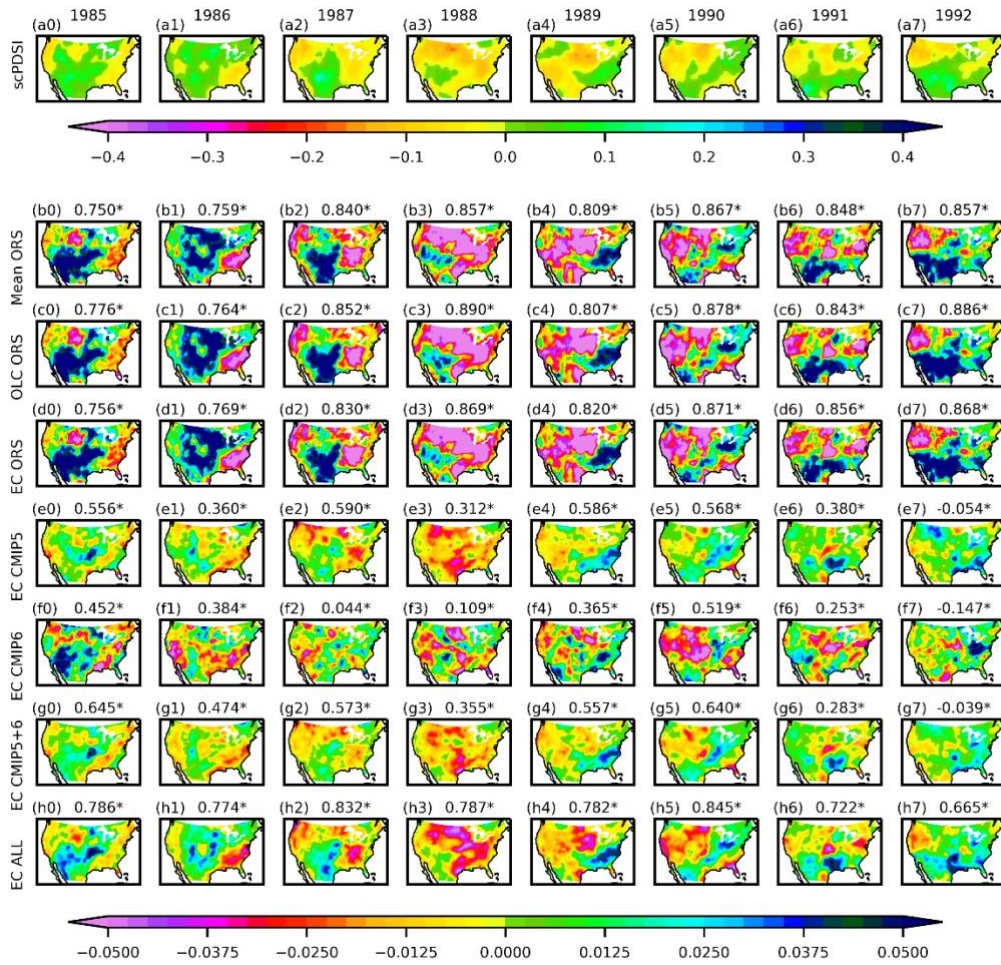 1985 1986 1987 1988 1989 1990 1991 1992
(a0) (a1) (a2) (a3) (a4) (a5) (a6) (a7)
scPDSI
−0.4 −0.3 −0.2 −0.1 0.0 0.1 0.2 0.3 0.4
(b0) 0.750* (b1) 0.759* (b2) 0.840* (b3) 0.857* (b4) 0.809* (b5) 0.867* (b6) 0.848* (b7) 0.857*
Mean ORS
(c0) 0.776* (c1) 0.764* (c2) 0.852* (c3) 0.890* (c4) 0.807* (c5) 0.878* (c6) 0.843* (c7) 0.886*
OLC ORS
(d0) 0.756* (d1) 0.769* (d2) 0.830* (d3) 0.869* (d4) 0.820* (d5) 0.871* (d6) 0.856* (d7) 0.868*
EC ORS
(e0) 0.556* (e1) 0.360* (e2) 0.590* (e3) 0.312* (e4) 0.586* (e5) 0.568* (e6) 0.380* (e7) -0.054*
EC CMIP5
(f0) 0.452* (f1) 0.384* (f2) 0.044* (f3) 0.109* (f4) 0.365* (f5) 0.519* (f6) 0.253* (f7) -0.147*
EC CMIP6
(g0) 0.645* (g1) 0.474* (g2) 0.573* (g3) 0.355* (g4) 0.557* (g5) 0.640* (g6) 0.283* (g7) -0.039*
EC CMIP5+6
(h0) 0.786* (h1) 0.774* (h2) 0.832* (h3) 0.787* (h4) 0.782* (h5) 0.845* (h6) 0.722* (h7) 0.665*
EC ALL
−0.0500 −0.0375 −0.0250 −0.0125 0.0000 0.0125 0.0250 0.0375 0.0500